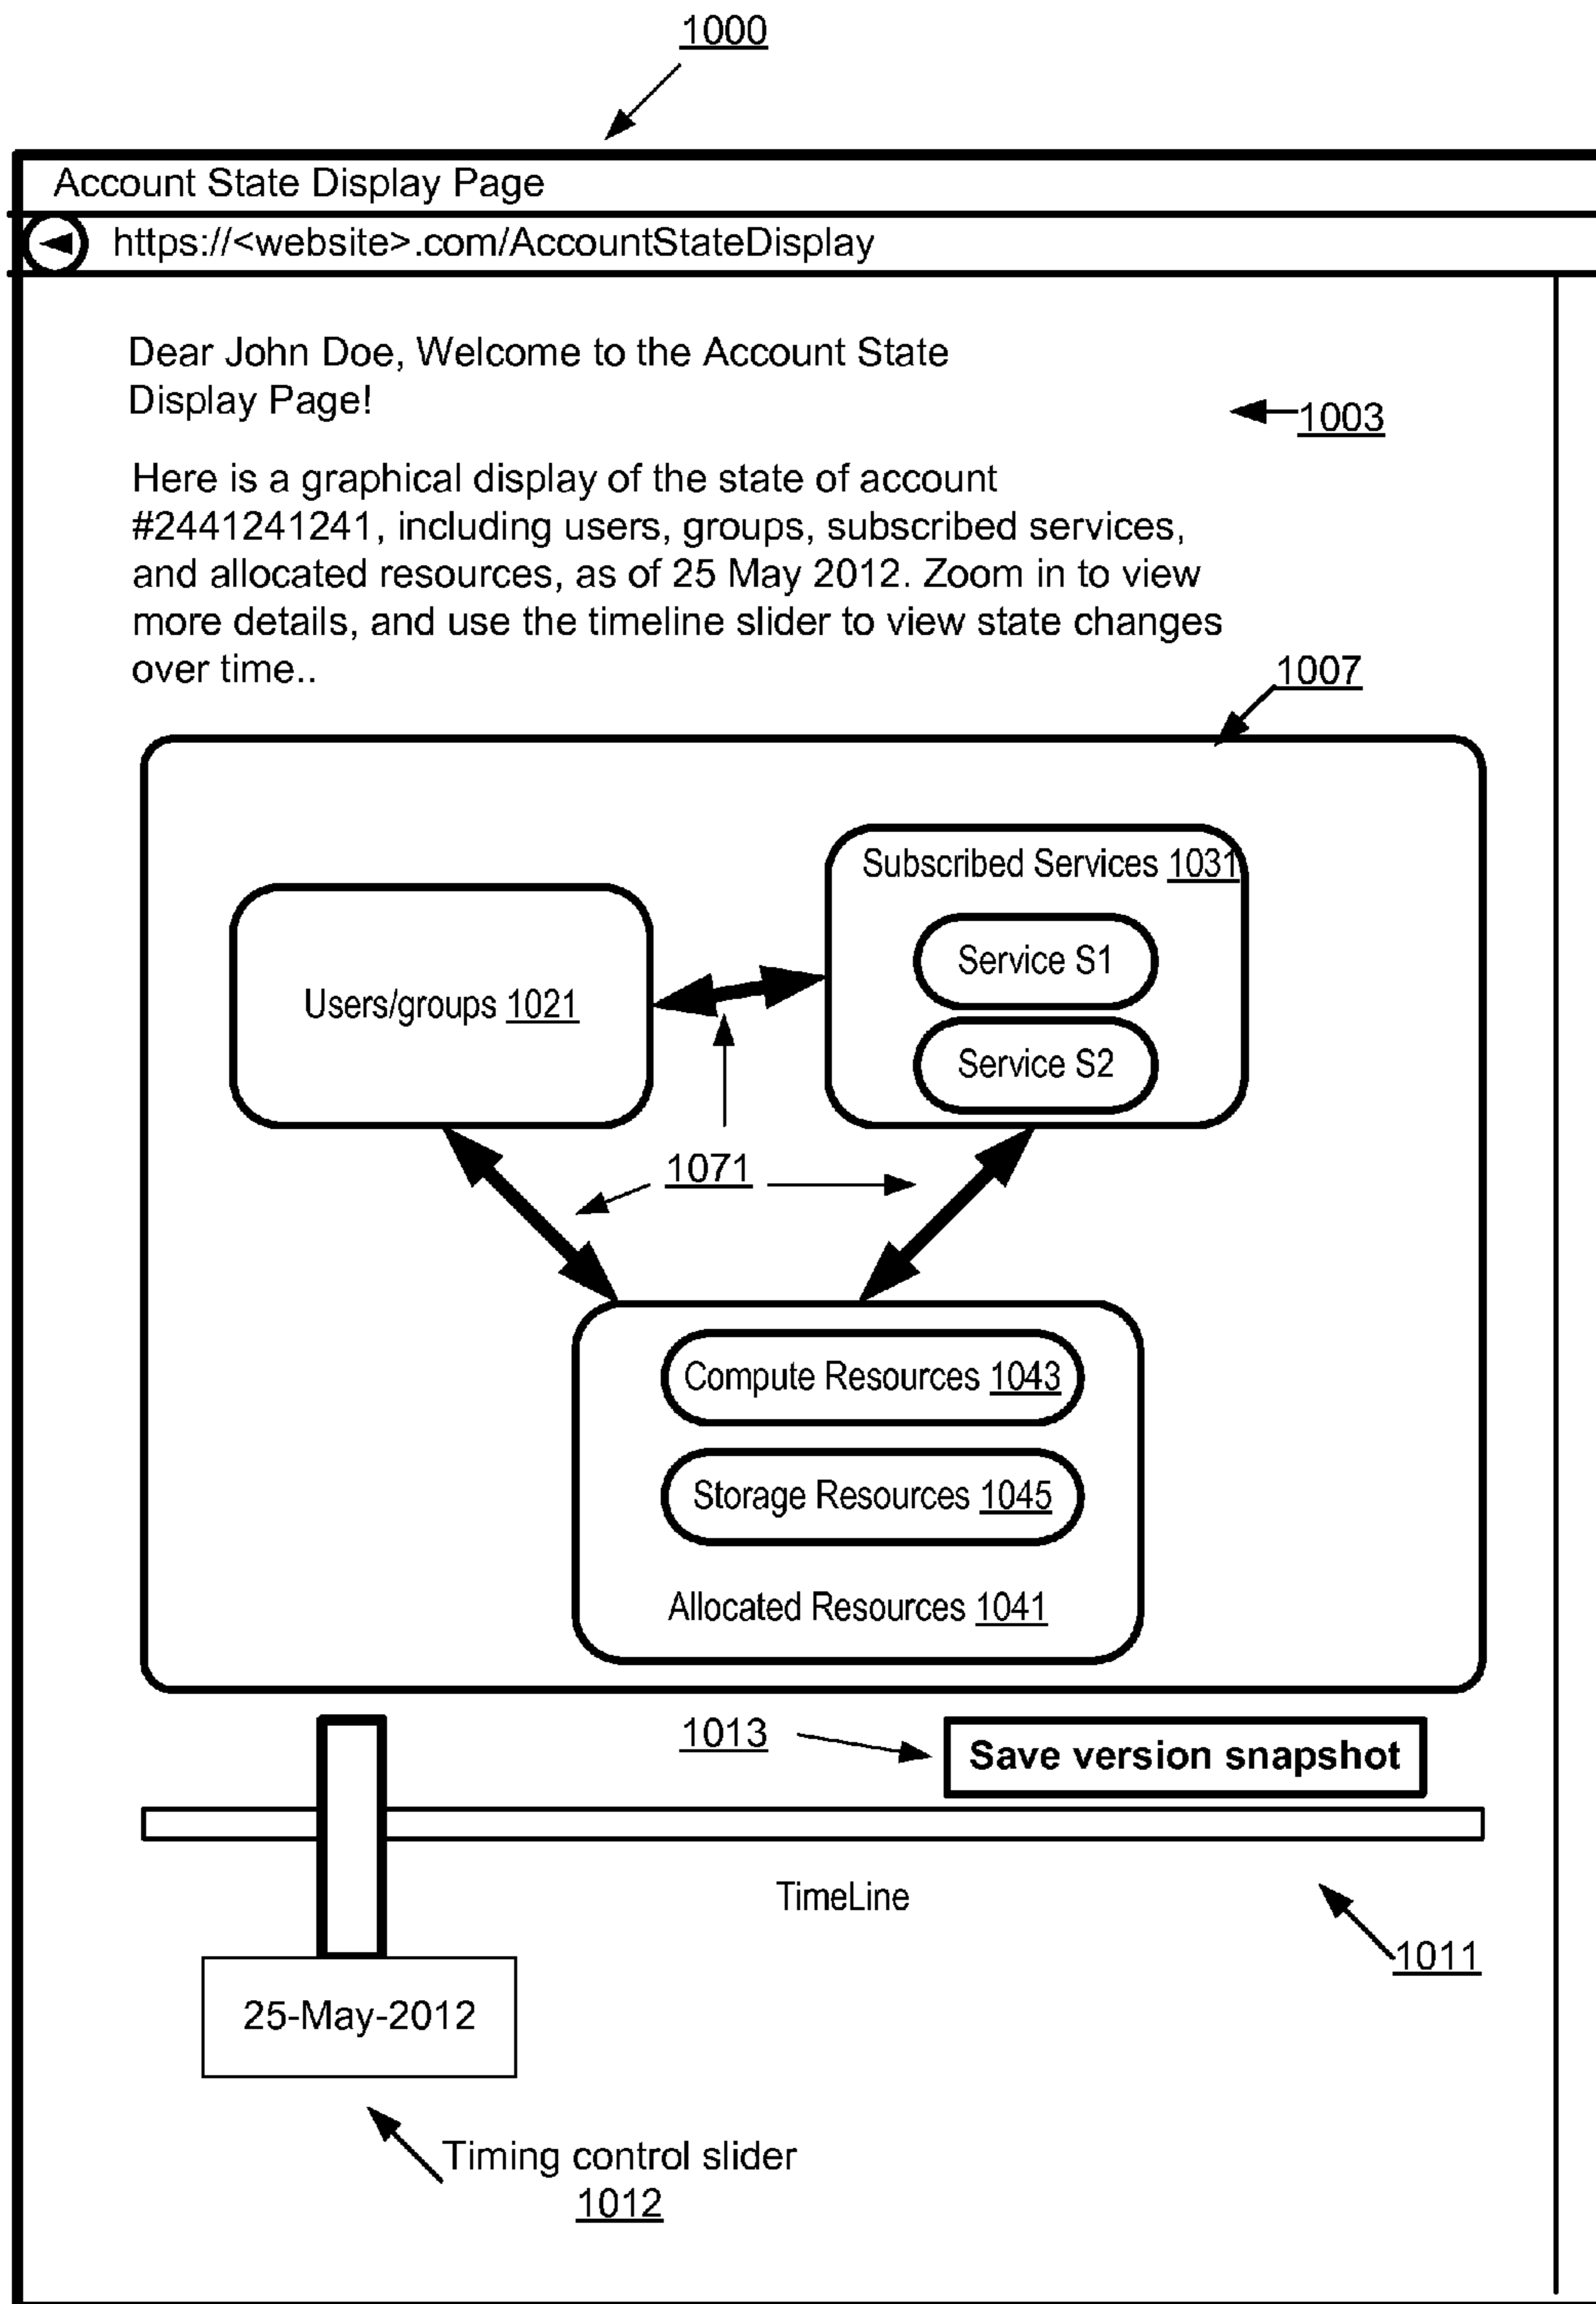 1000
Account State Display Page
https://<website>.com/AccountStateDisplay
Dear John Doe, Welcome to the Account State
Display Page!
1003
Here is a graphical display of the state of account
#2441241241, including users, groups, subscribed services,
and allocated resources, as of 25 May 2012. Zoom in to view
more details, and use the timeline slider to view state changes
over time..
1007
Subscribed Services 1031
Service S1
Users/groups 1021
Service S2
1071
Compute Resources 1043
Storage Resources 1045
Allocated Resources 1041
1013
Save version snapshot
TimeLine
1011
25-May-2012
Timing control slider
1012